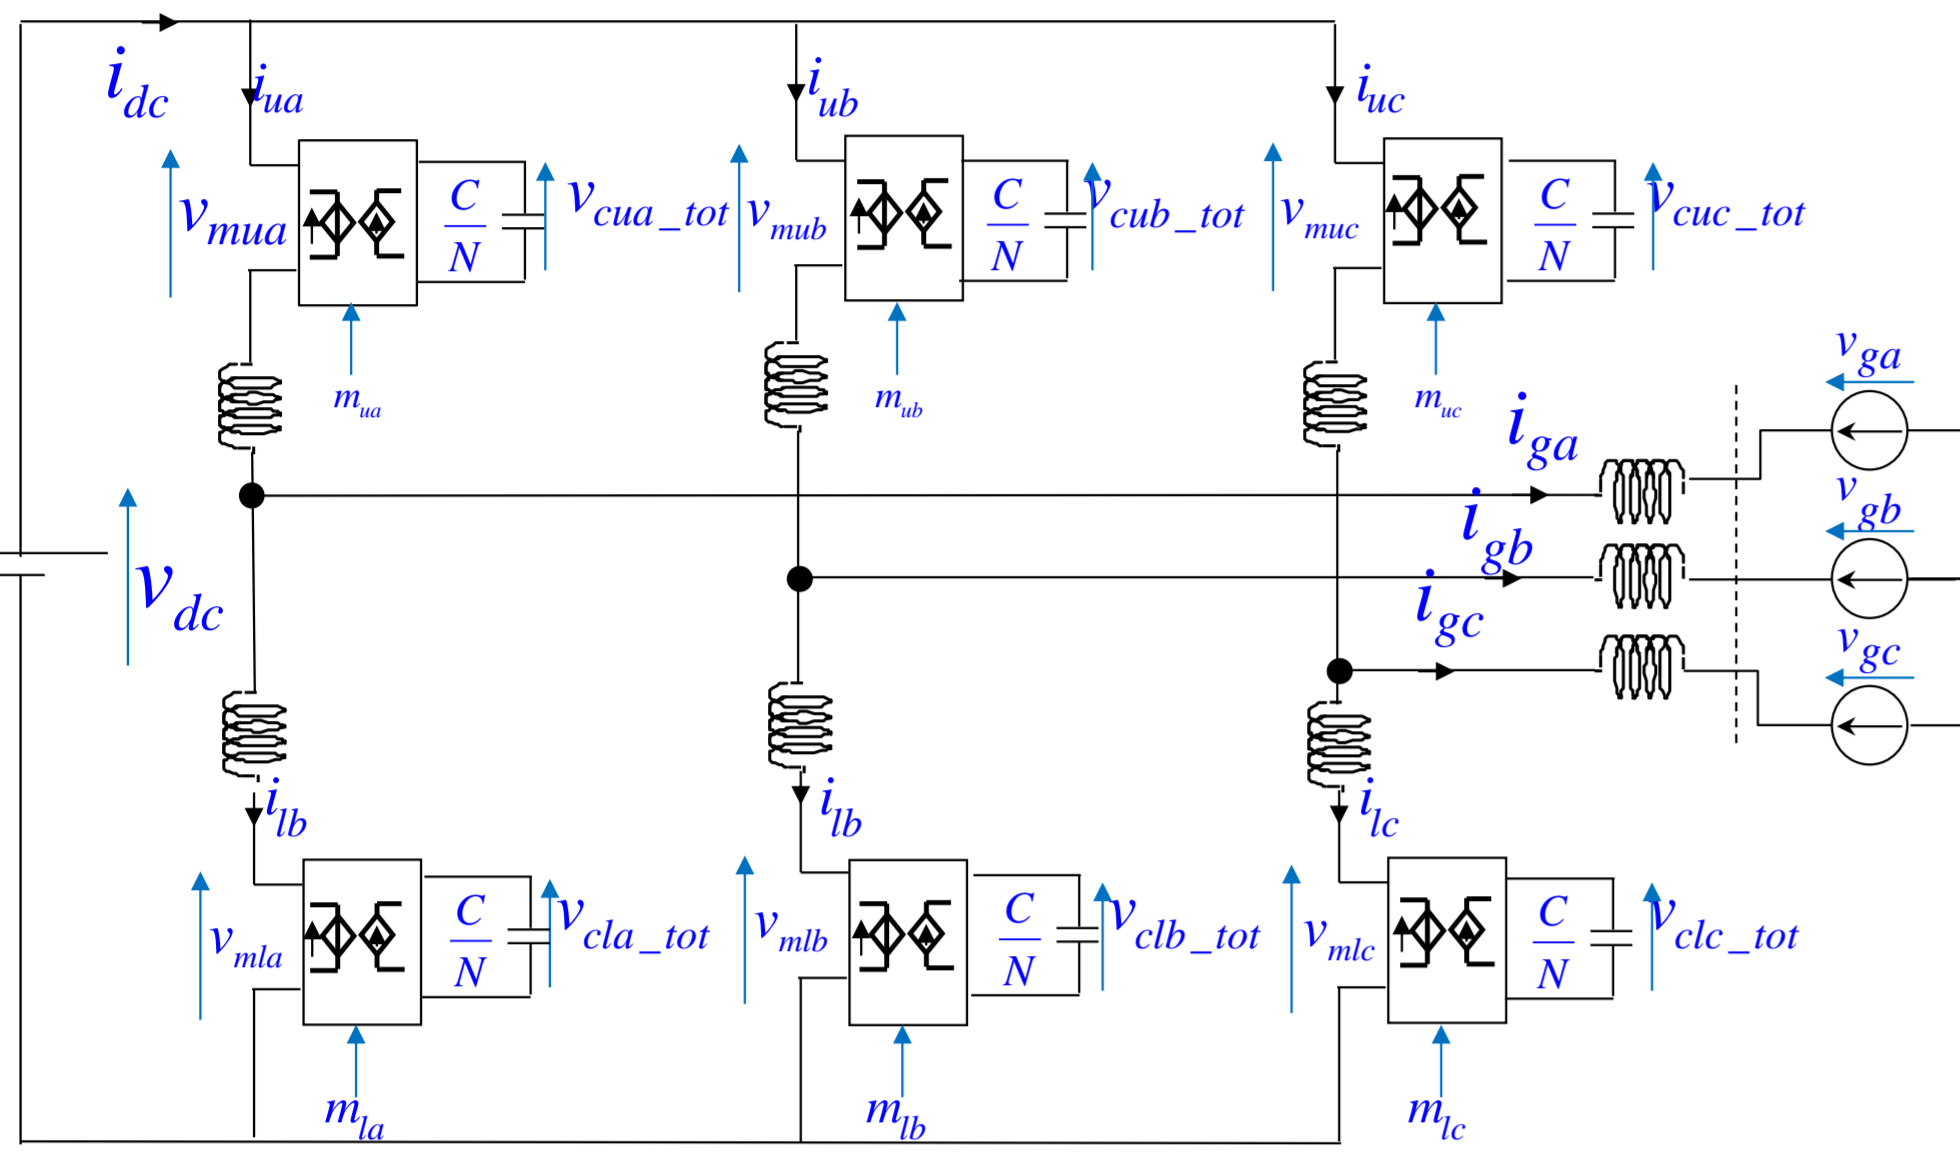 i_dc
i_ua
i_ub
i_uc
v_mua
C/N
v_cua_tot
v_mub
C/N
v_cub_tot
v_muc
C/N
v_cuc_tot
m_ua
m_ub
m_uc
v_ga
i_ga
v_gb
i_gb
v_dc
i_gc
v_gc
i_lb
i_lb
i_lc
v_mla
C/N
v_cla_tot
v_mlb
C/N
v_clb_tot
v_mlc
C/N
v_clc_tot
m_la
m_lb
m_lc